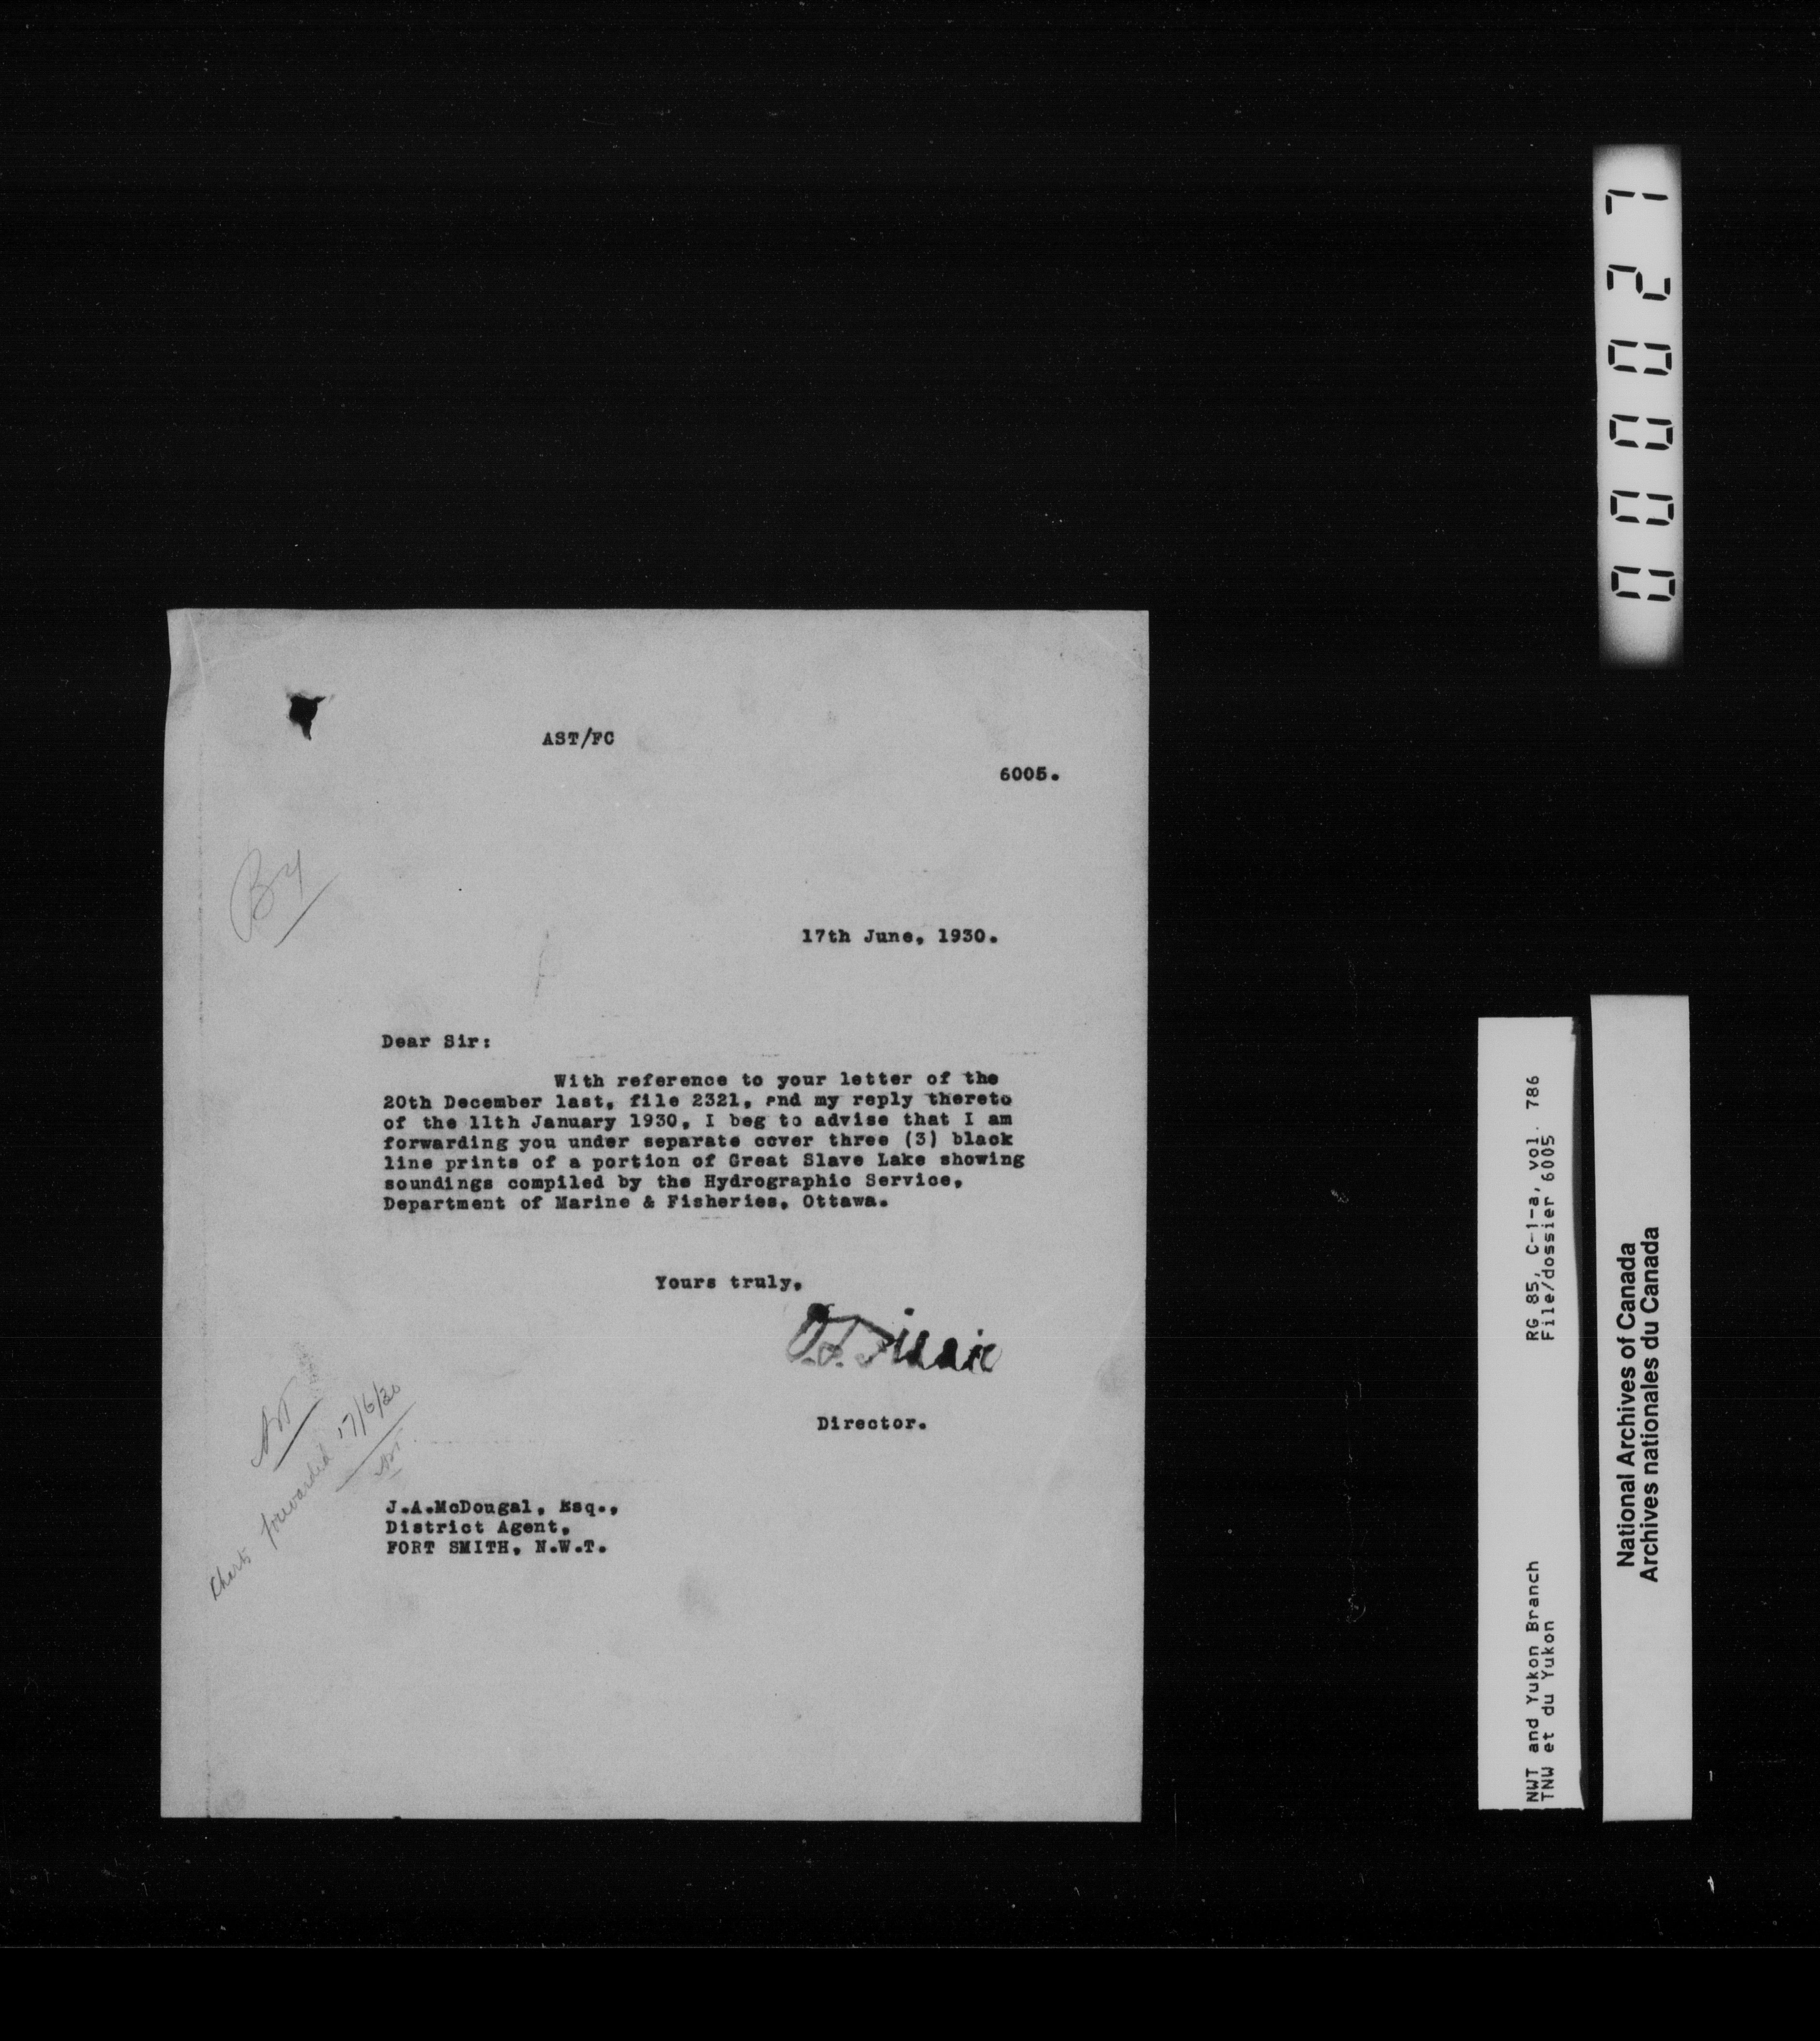 AST/FC
6005.
By
17th June, 1930.
Dear Sir:
With reference to your letter of the
20th December last, file 2321, and my reply thereto
of the 11th January 1930, I beg to advise that I am
forwarding you under separate cover three (3) black
line prints of a portion of Great Slave Lake showing
soundings compiled by the Hydrographic Service,
Department of Marine & Fisheries, Ottawa.
Yours truly,
Director.
Charts forwarded 17/6/30
J.A.McDougal, Esq.,
District Agent,
FORT SMITH, N.W.T.
000027
NWT and Yukon Branch RG 85, C-1-a, vol. 786
TNW et du Yukon File/dossier 6005
National Archives of Canada
Archives nationales du Canada